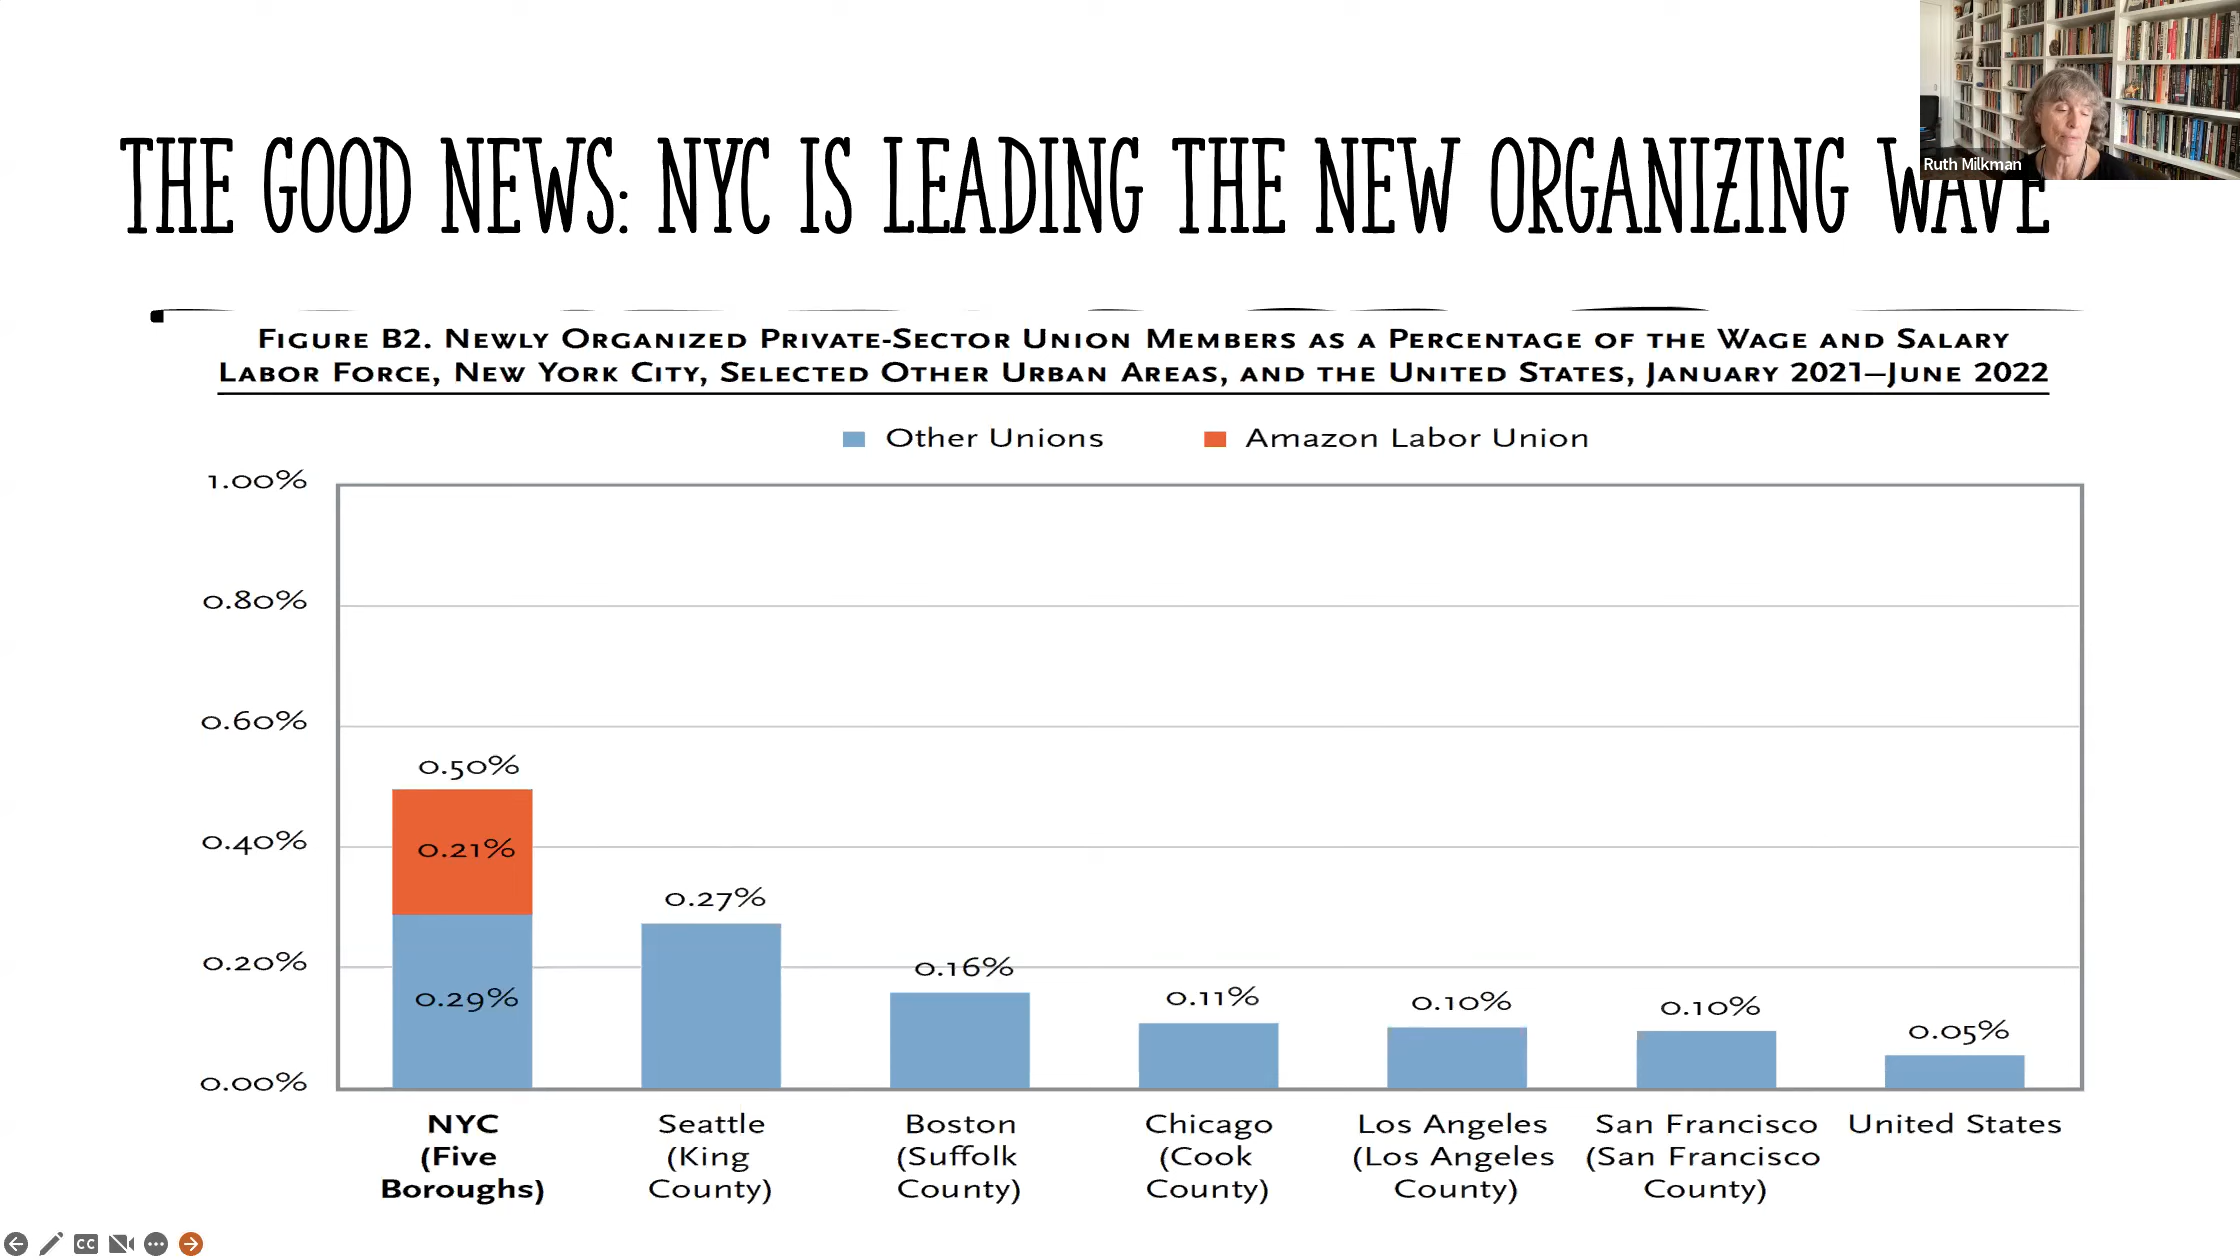 THE GOOD NEWS: NYC IS LEADING THE NEW ORGANIZING WAVE
Ruth Milkman
Figure B2. Newly Organized Private-Sector Union Members as a Percentage of the Wage and Salary
Labor Force, New York City, Selected Other Urban Areas, and the United States, January 2021–June 2022
Other Unions
Amazon Labor Union
1.00%
0.80%
0.60%
0.40%
0.20%
0.00%
0.50%
0.21%
0.29%
0.27%
0.16%
0.11%
0.10%
0.10%
0.05%
NYC
(Five
Boroughs)
Seattle
(King
County)
Boston
(Suffolk
County)
Chicago
(Cook
County)
Los Angeles
(Los Angeles
County)
San Francisco
(San Francisco
County)
United States
CC